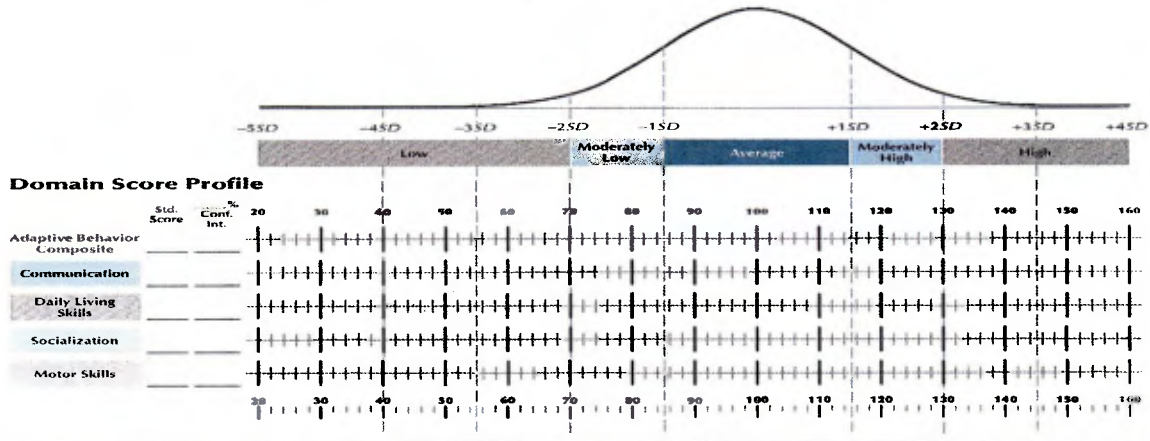 -5SD -4SD -3SD -2SD -1SD +1SD +2SD +3SD +4SD
Low Moderately Low Average Moderately High High
Domain Score Profile
Std. Score % Conf. Int. 20 30 40 50 60 70 80 90 100 110 120 130 140 150 160
Adaptive Behavior Composite
Communication
Daily Living Skills
Socialization
Motor Skills
20 30 40 50 60 70 80 90 100 110 120 130 140 150 160